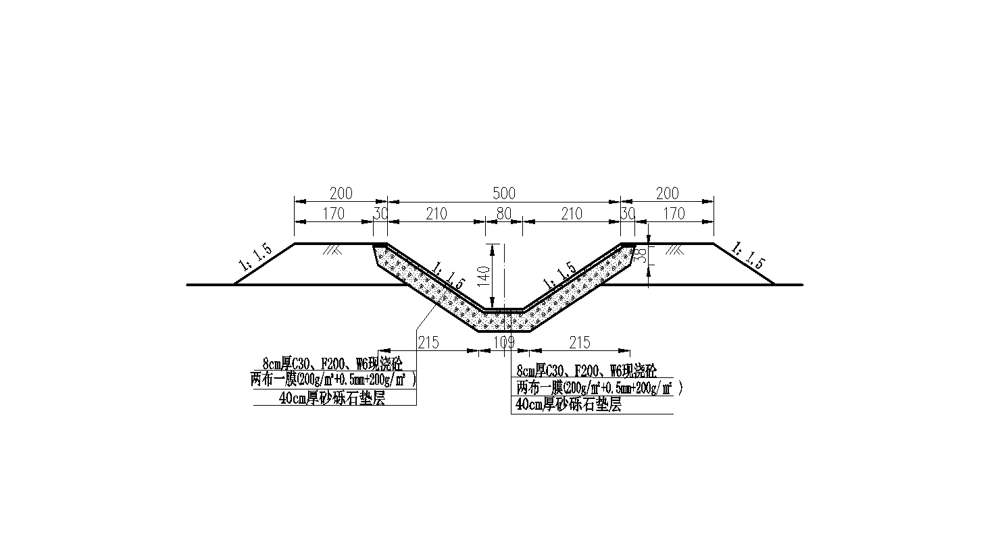 200 500 200
170 30 210 80 210 30 170
1: 1.5 1: 1.5 140 1: 1.5 38 1: 1.5
215 109 215
8cm厚C30、F200、W6现浇砼
两布一膜(200g/㎡+0.5mm+200g/㎡ )
40cm厚砂砾石垫层
8cm厚C30、F200、W6现浇砼
两布一膜(200g/㎡+0.5mm+200g/㎡ )
40cm厚砂砾石垫层